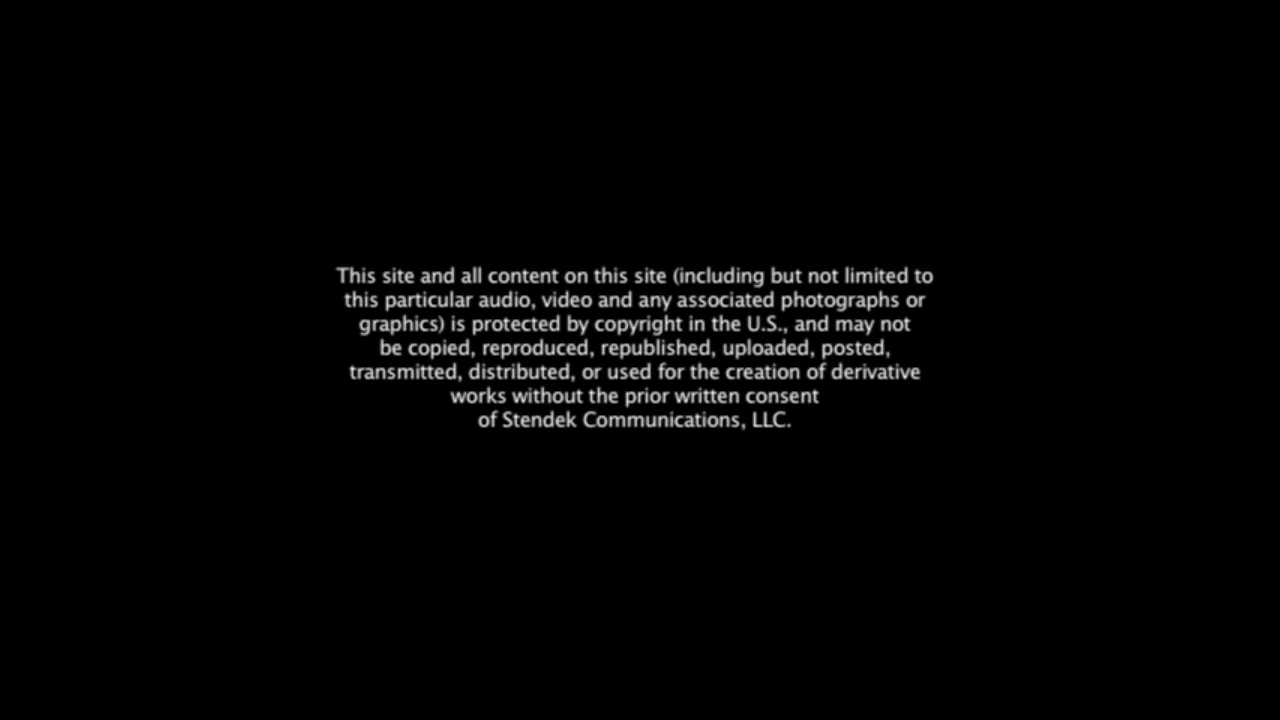 This site and all content on this site (including but not limited to
this particular audio, video and any associated photographs or
graphics) is protected by copyright in the U.S., and may not
be copied, reproduced, republished, uploaded, posted,
transmitted, distributed, or used for the creation of derivative
works without the prior written consent
of Stendek Communications, LLC.